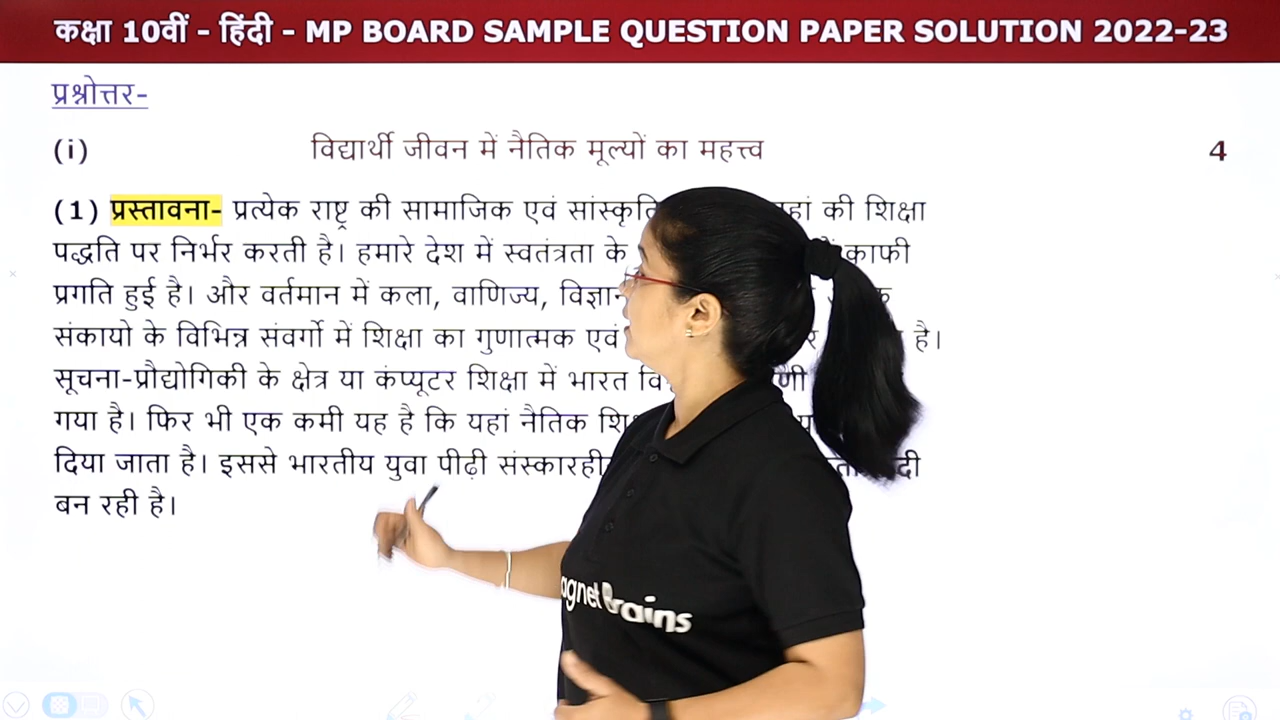 कक्षा 10वीं - हिंदी - MP BOARD SAMPLE QUESTION PAPER SOLUTION 2022-23
प्रश्नोत्तर-
(i) विद्यार्थी जीवन में नैतिक मूल्यों का महत्त्व 4
(1) प्रस्तावना- प्रत्येक राष्ट्र की सामाजिक एवं की शिक्षा
पद्धति पर निर्भर करती है। हमारे देश में स्वतंत्रता के काफी
प्रगति हुई है। और वर्तमान में कला, वाणिज्य,
संकायो के विभिन्न संवर्गो में शिक्षा का गुणात्मक एवं है।
सूचना-प्रौद्योगिकी के क्षेत्र या कंप्यूटर शिक्षा में भारत
गया है। फिर भी एक कमी यह है कि यहां नैतिक
दिया जाता है। इससे भारतीय युवा पीढ़ी
बन रही है।
Brains